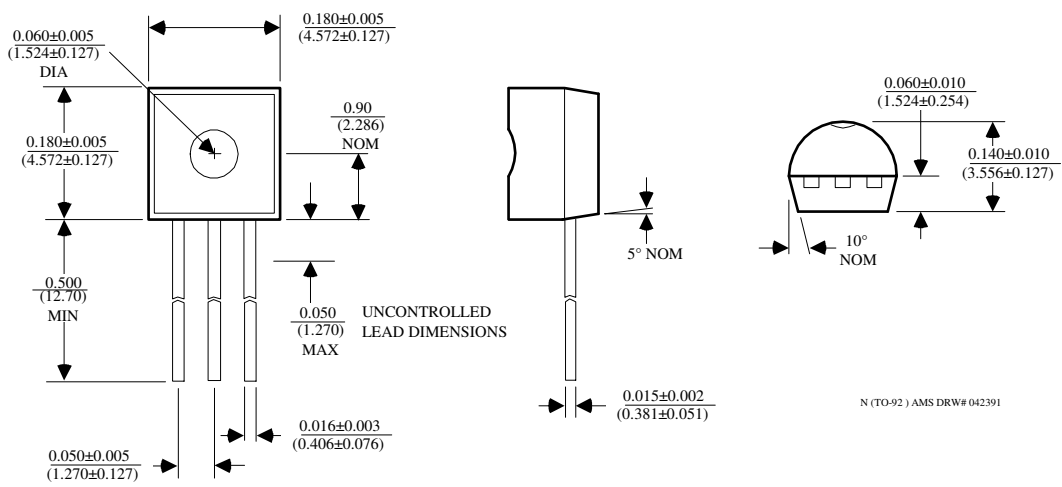 0.180±0.005
(4.572±0.127)
0.060±0.005
(1.524±0.127)
DIA
0.180±0.005
(4.572±0.127)
0.90
(2.286)
NOM
0.500
(12.70)
MIN
0.050
(1.270)
MAX
UNCONTROLLED
LEAD DIMENSIONS
0.016±0.003
(0.406±0.076)
0.050±0.005
(1.270±0.127)
5° NOM
0.015±0.002
(0.381±0.051)
0.060±0.010
(1.524±0.254)
0.140±0.010
(3.556±0.127)
10°
NOM
N (TO-92 ) AMS DRW# 042391